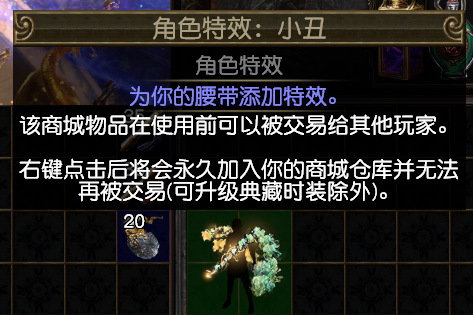 角色特效：小丑
角色特效
为你的腰带添加特效。
该商城物品在使用前可以被交易给其他玩家。
右键点击后将会永久加入你的商城仓库并无法
再被交易(可升级典藏时装除外)。
20